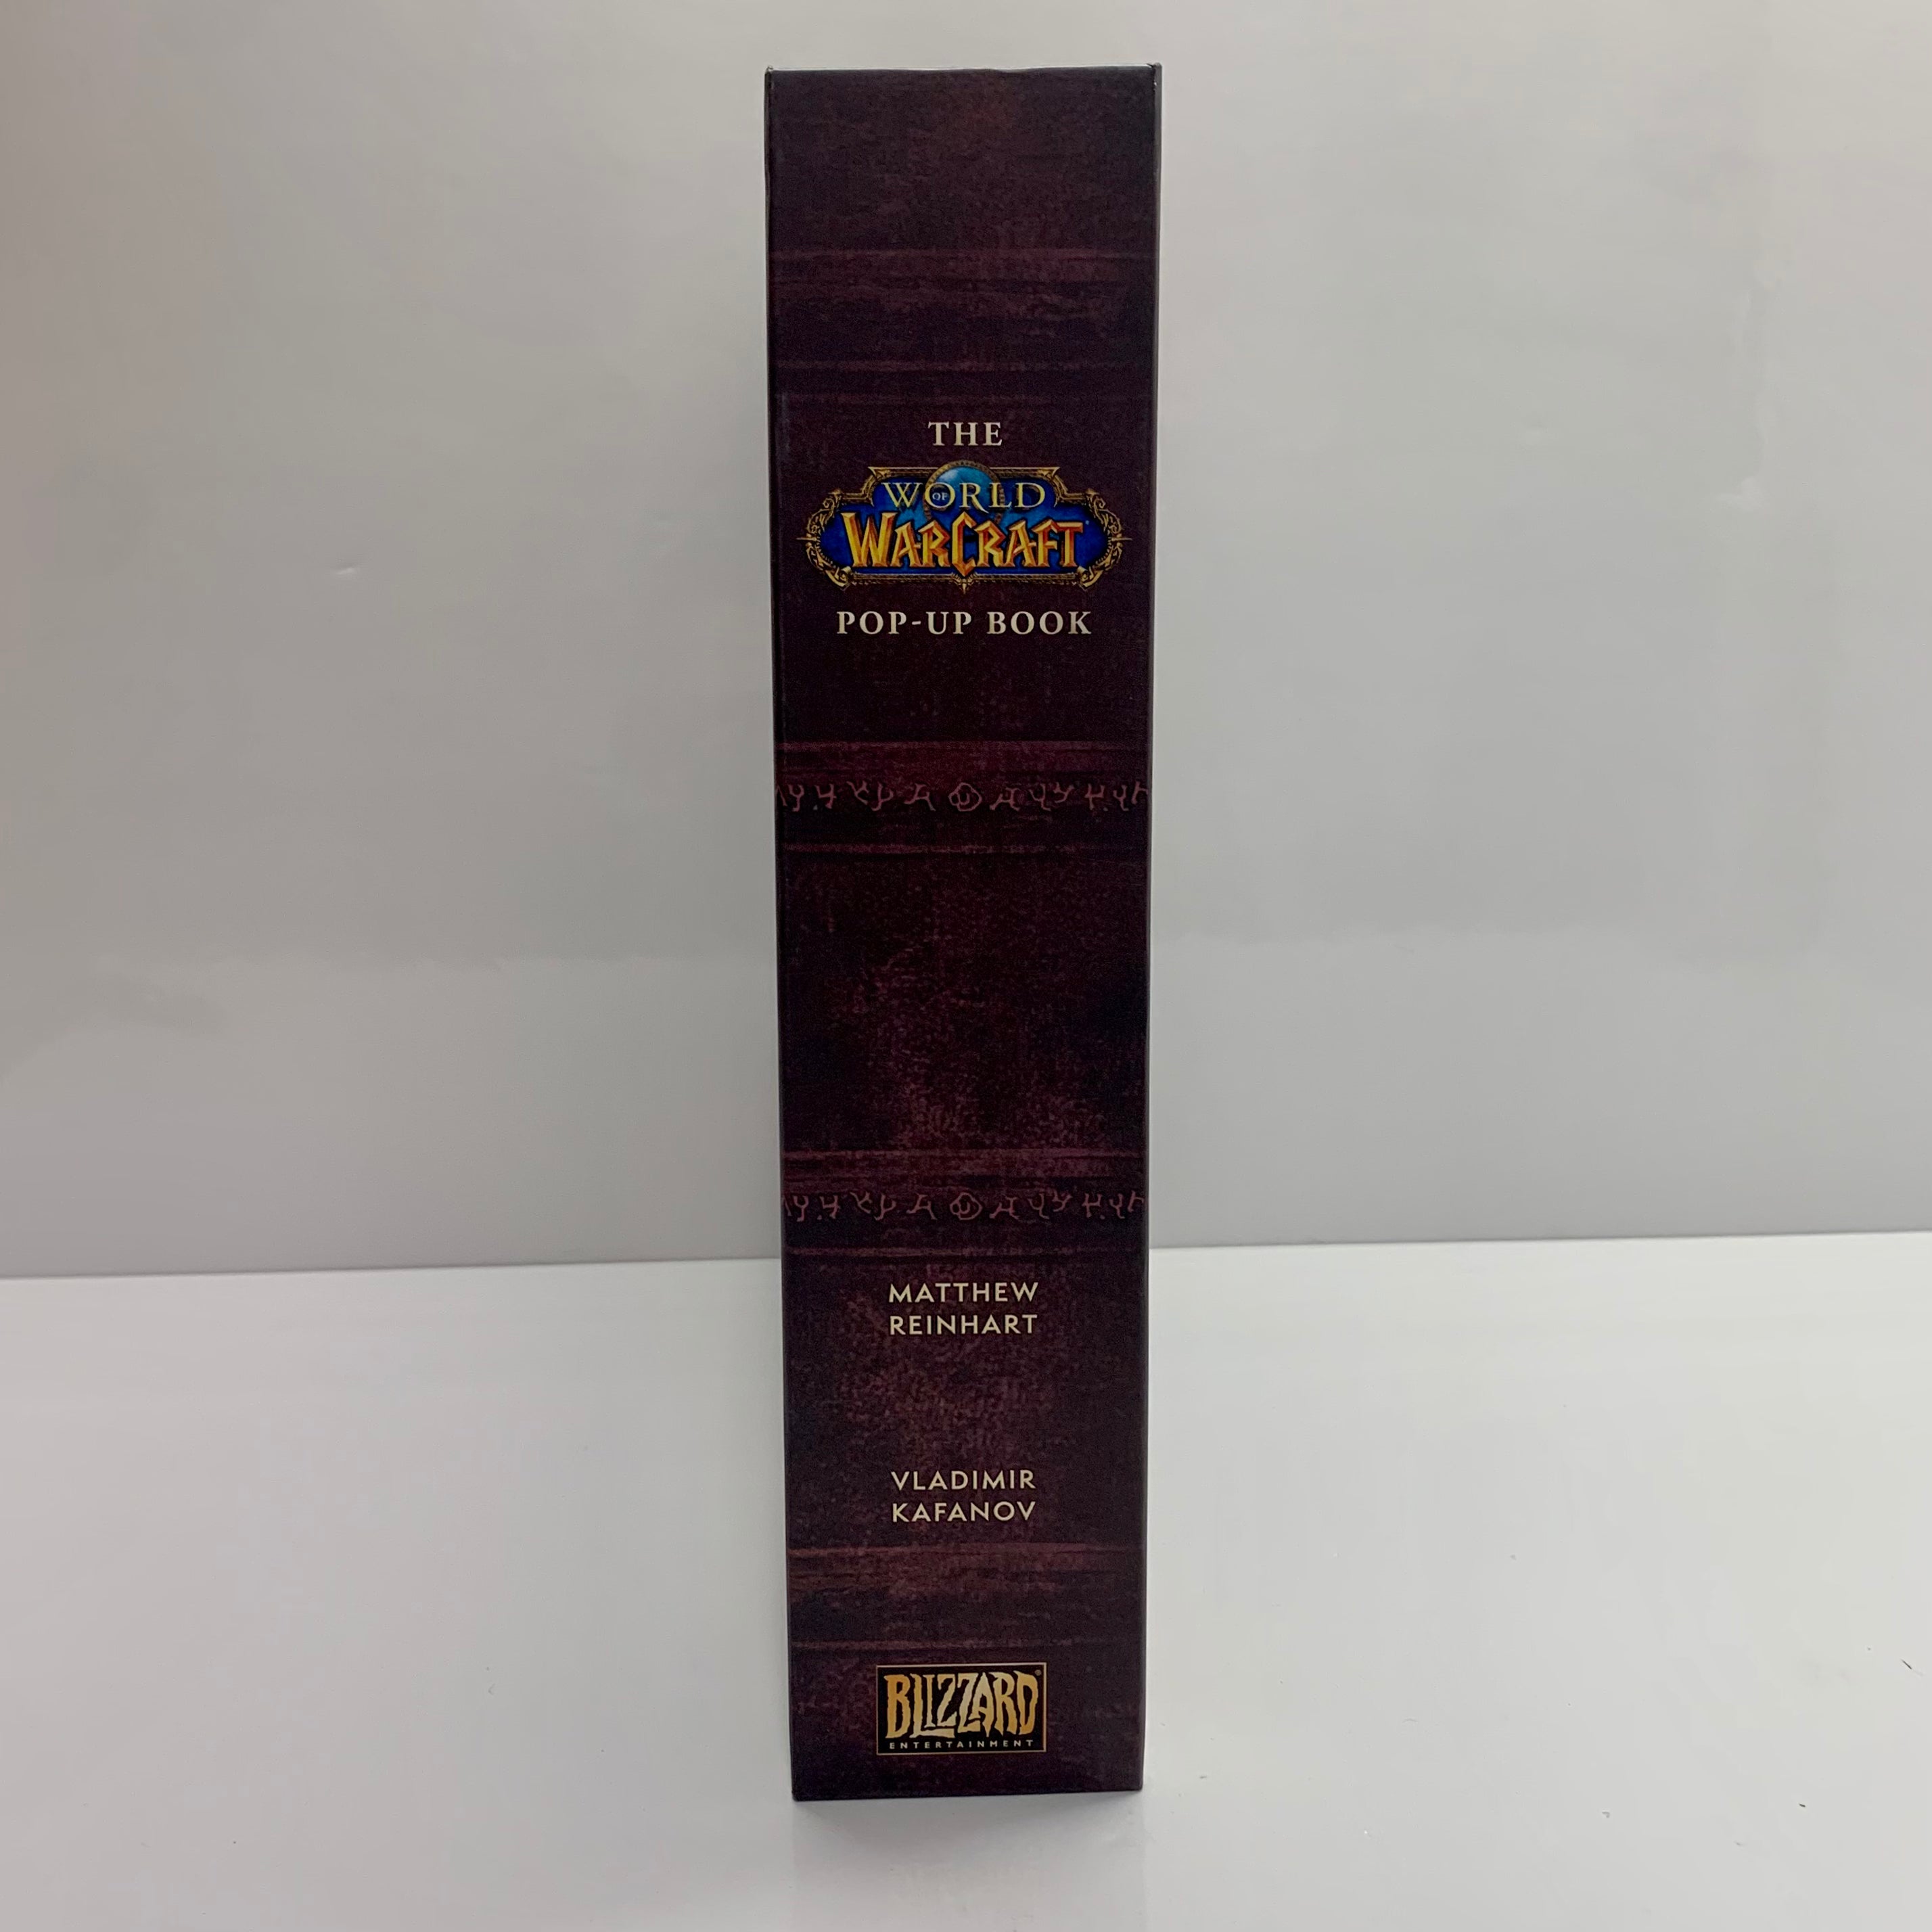 THE
WORLD
OF
WARCRAFT
POP-UP BOOK
MATTHEW
REINHART
VLADIMIR
KAFANOV
BLIZZARD®
ENTERTAINMENT